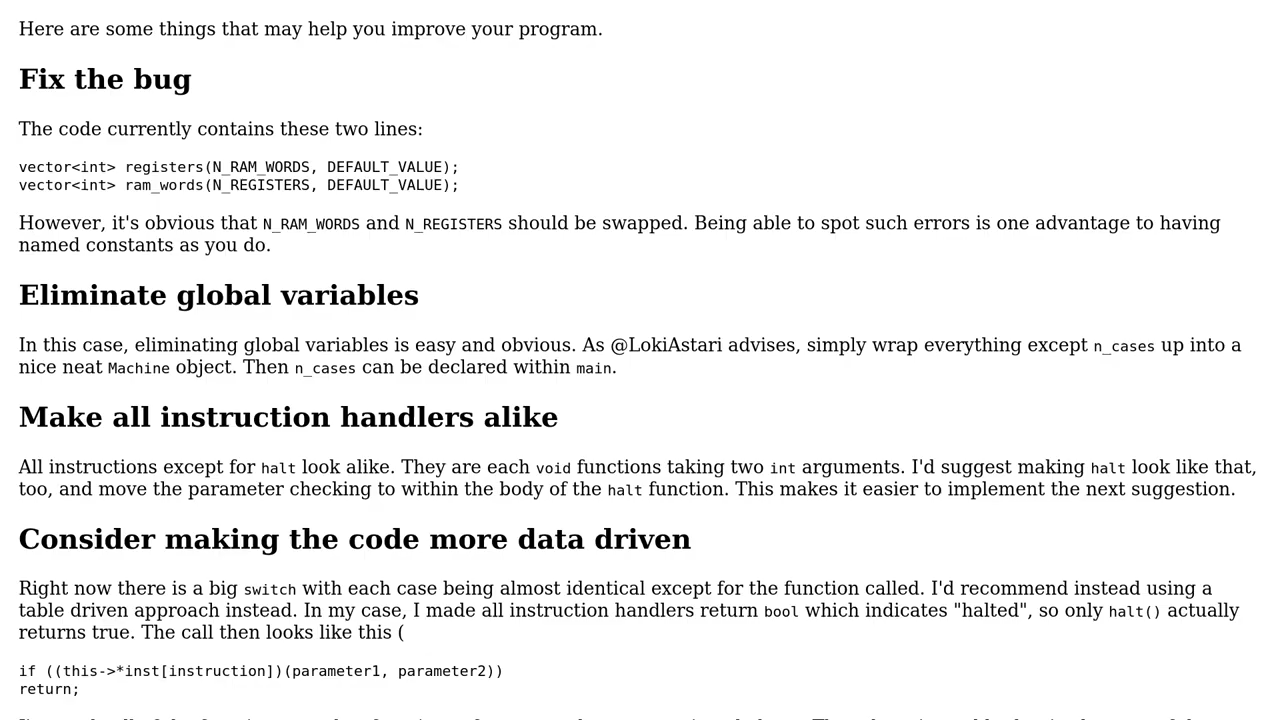 Here are some things that may help you improve your program.
Fix the bug
The code currently contains these two lines:
vector<int> registers(N_RAM_WORDS, DEFAULT_VALUE);
vector<int> ram_words(N_REGISTERS, DEFAULT_VALUE);
However, it's obvious that N_RAM_WORDS and N_REGISTERS should be swapped. Being able to spot such errors is one advantage to having
named constants as you do.
Eliminate global variables
In this case, eliminating global variables is easy and obvious. As @LokiAstari advises, simply wrap everything except n_cases up into a
nice neat Machine object. Then n_cases can be declared within main.
Make all instruction handlers alike
All instructions except for halt look alike. They are each void functions taking two int arguments. I'd suggest making halt look like that,
too, and move the parameter checking to within the body of the halt function. This makes it easier to implement the next suggestion.
Consider making the code more data driven
Right now there is a big switch with each case being almost identical except for the function called. I'd recommend instead using a
table driven approach instead. In my case, I made all instruction handlers return bool which indicates "halted", so only halt() actually
returns true. The call then looks like this (
if ((this->*inst[instruction])(parameter1, parameter2))
return;